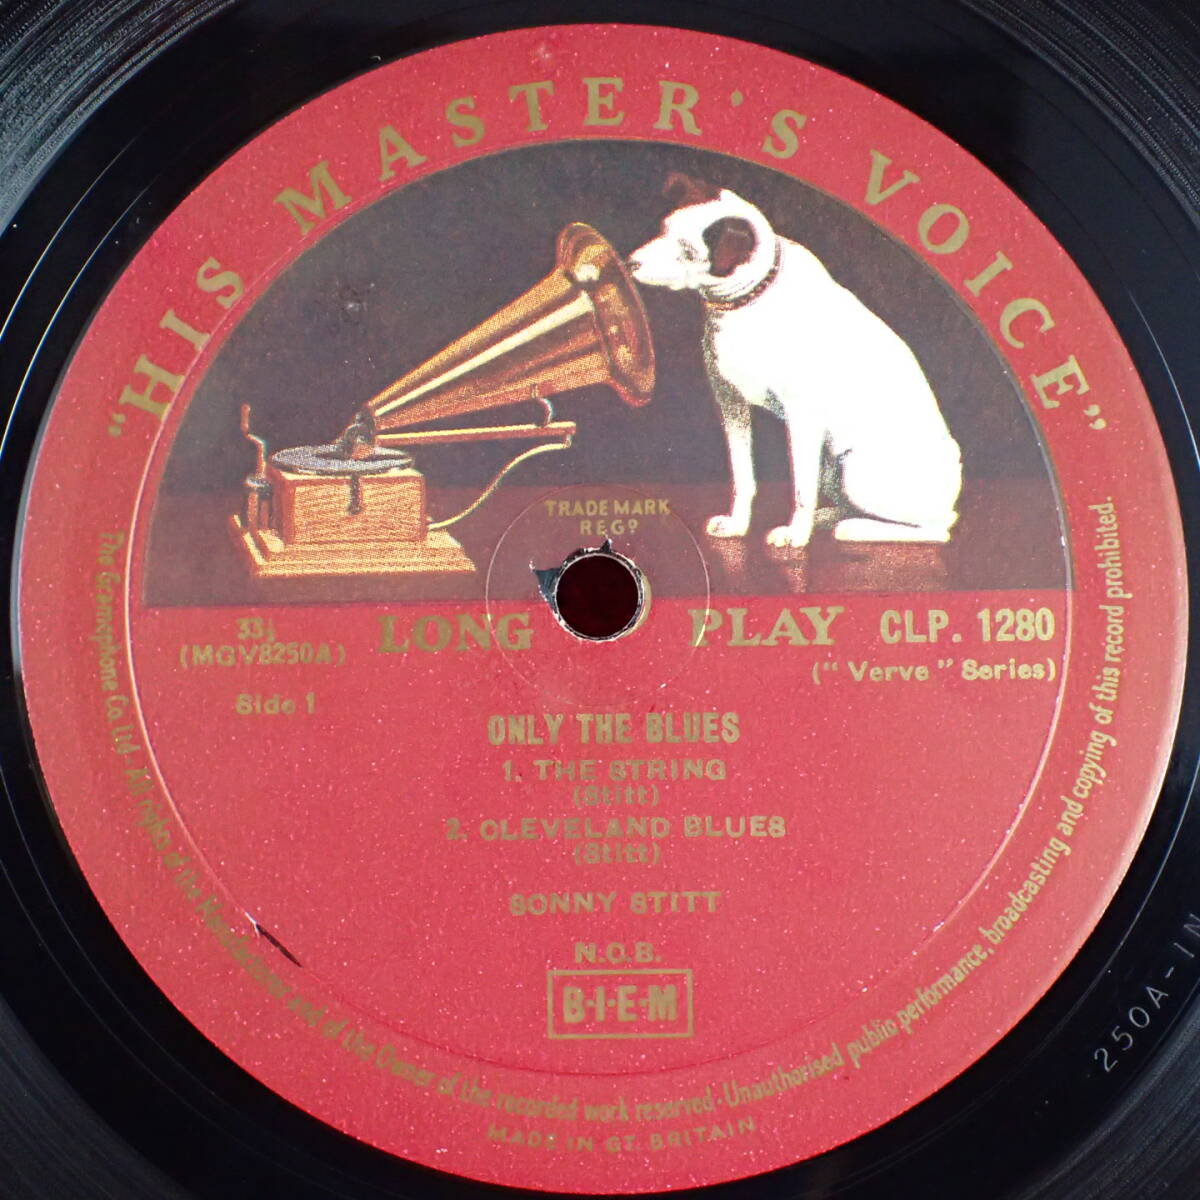 "HIS MASTER'S VOICE"
TRADE MARK
REGD
33⅓
(MGV8250A)
Side 1
LONG PLAY
CLP. 1280
("Verve" Series)
ONLY THE BLUES
1. THE STRING
(Stitt)
2. CLEVELAND BLUES
(Stitt)
SONNY STITT
N.C.B.
B·I·E·M
The Gramophone Co. Ltd · All rights of the Manufacturer and of the Owner of the recorded work reserved · Unauthorised public performance, broadcasting and copying of this record prohibited.
MADE IN GT. BRITAIN
250A-1N